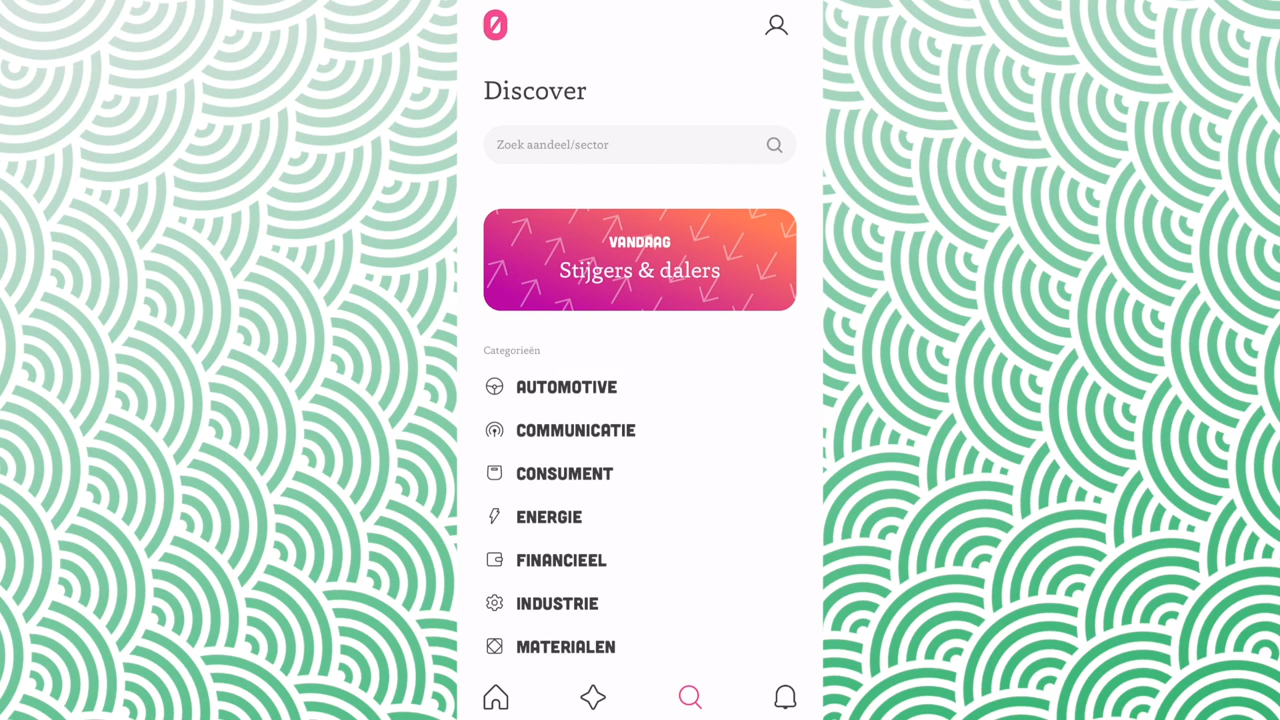 Discover
Zoek aandeel/sector
VANDAAG
Stijgers & dalers
Categorieën
AUTOMOTIVE
COMMUNICATIE
CONSUMENT
ENERGIE
FINANCIEEL
INDUSTRIE
MATERIALEN